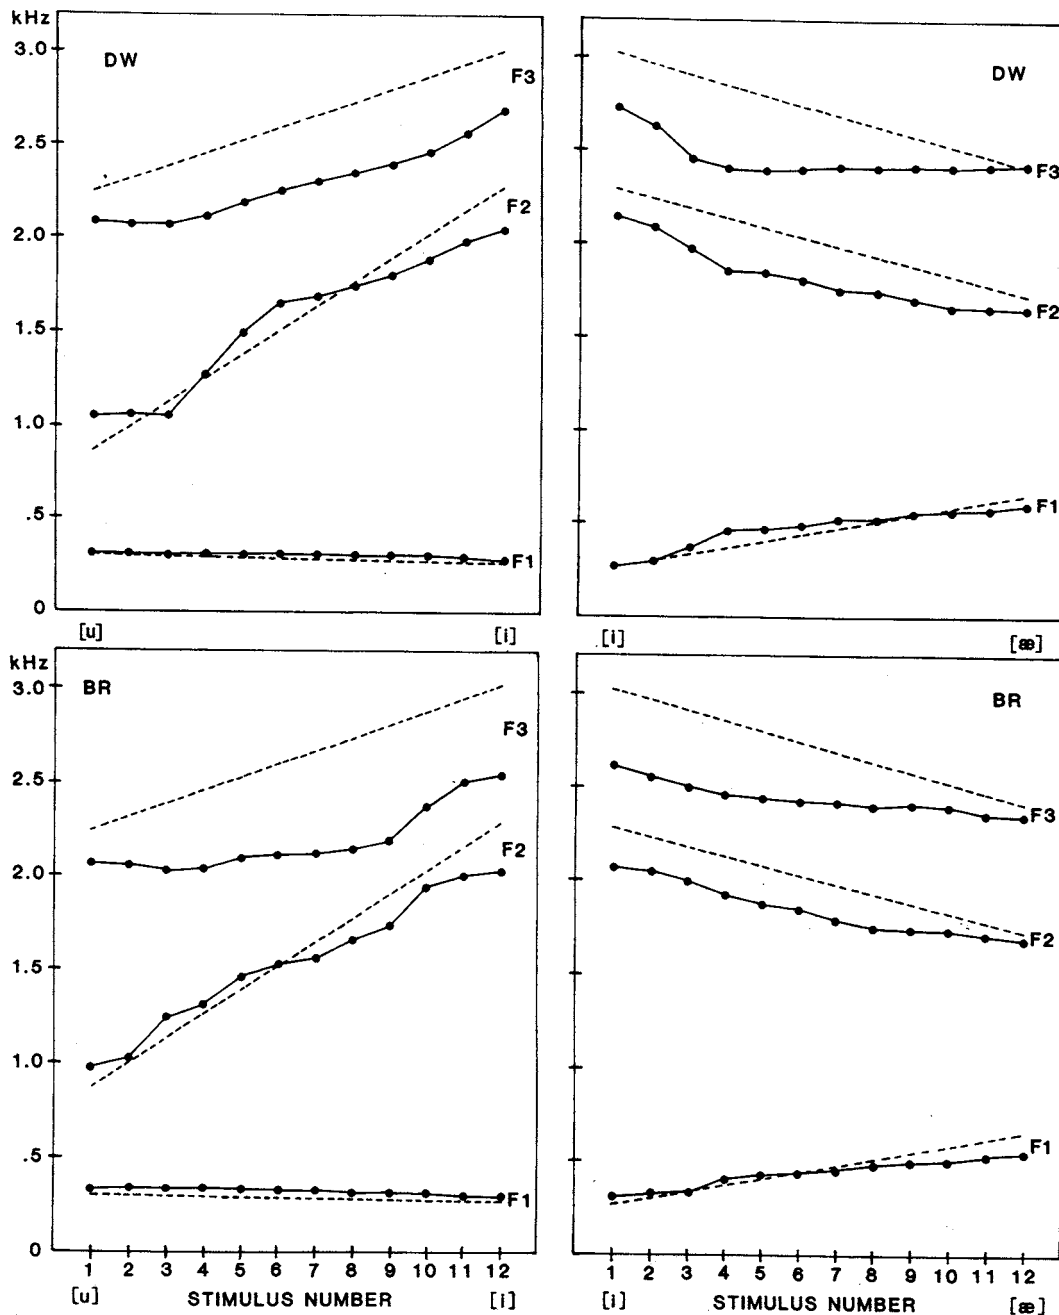 kHz
3.0
DW
F3
2.5
F2
2.0
1.5
1.0
.5
F1
0
[u] [i]
DW
F3
F2
F1
[i] [æ]
kHz
3.0
BR
F3
2.5
F2
2.0
1.5
1.0
.5
F1
0
1 2 3 4 5 6 7 8 9 10 11 12
[u] STIMULUS NUMBER [i]
BR
F3
F2
F1
1 2 3 4 5 6 7 8 9 10 11 12
[i] STIMULUS NUMBER [æ]